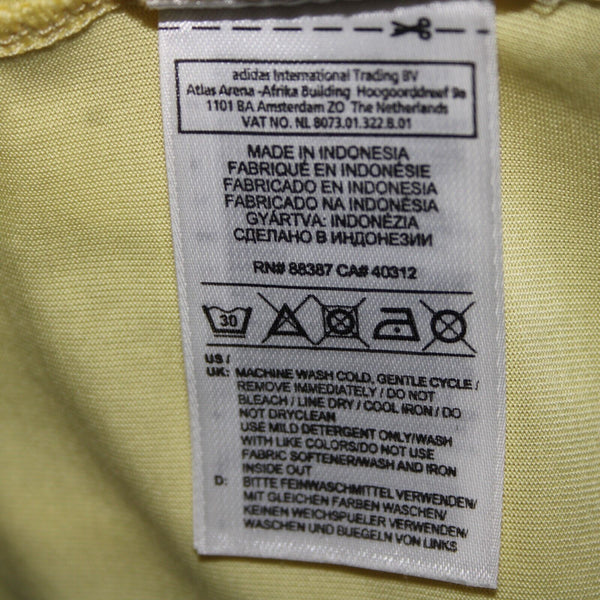 adidas International Trading BV
Atlas Arena -Afrika Building Hoogoorddreef 9a
1101 BA Amsterdam ZO The Netherlands
VAT NO. NL 8073.01.322.B.01
MADE IN INDONESIA
FABRIQUÉ EN INDONÉSIE
FABRICADO EN INDONESIA
FABRICADO NA INDONÉSIA
GYÁRTVA: INDONÉZIA
СДЕЛАНО В ИНДОНЕЗИИ
RN# 88387 CA# 40312
30
US /
UK: MACHINE WASH COLD, GENTLE CYCLE /
REMOVE IMMEDIATELY / DO NOT
BLEACH / LINE DRY / COOL IRON / DO
NOT DRYCLEAN
USE MILD DETERGENT ONLY/WASH
WITH LIKE COLORS/DO NOT USE
FABRIC SOFTENER/WASH AND IRON
INSIDE OUT
D: BITTE FEINWASCHMITTEL VERWENDEN/
MIT GLEICHEN FARBEN WASCHEN/
KEINEN WEICHSPUELER VERWENDEN/
WASCHEN UND BUEGELN VON LINKS